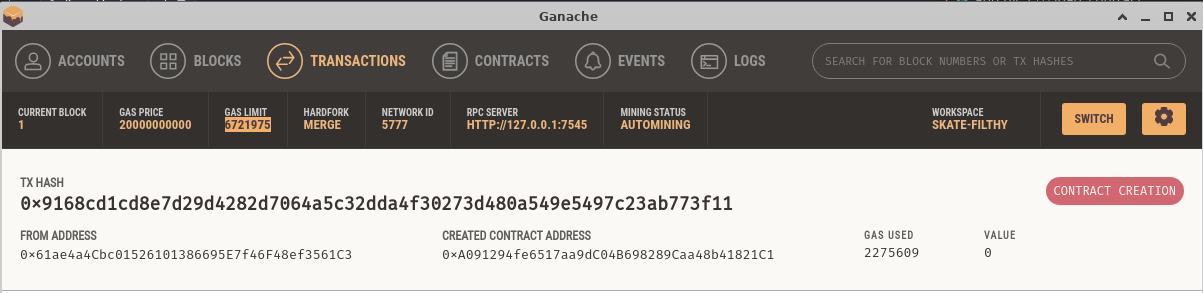 Ganache
ACCOUNTS BLOCKS TRANSACTIONS CONTRACTS EVENTS LOGS SEARCH FOR BLOCK NUMBERS OR TX HASHES
CURRENT BLOCK GAS PRICE GAS LIMIT HARDFORK NETWORK ID RPC SERVER MINING STATUS WORKSPACE
1 20000000000 6721975 MERGE 5777 HTTP://127.0.0.1:7545 AUTOMINING SKATE-FILTHY SWITCH
TX HASH
0×9168cd1cd8e7d29d4282d7064a5c32dda4f30273d480a549e5497c23ab773f11 CONTRACT CREATION
FROM ADDRESS CREATED CONTRACT ADDRESS GAS USED VALUE
0×61ae4a4Cbc01526101386695E7f46F48ef3561C3 0×A091294fe6517aa9dC04B698289Caa48b41821C1 2275609 0